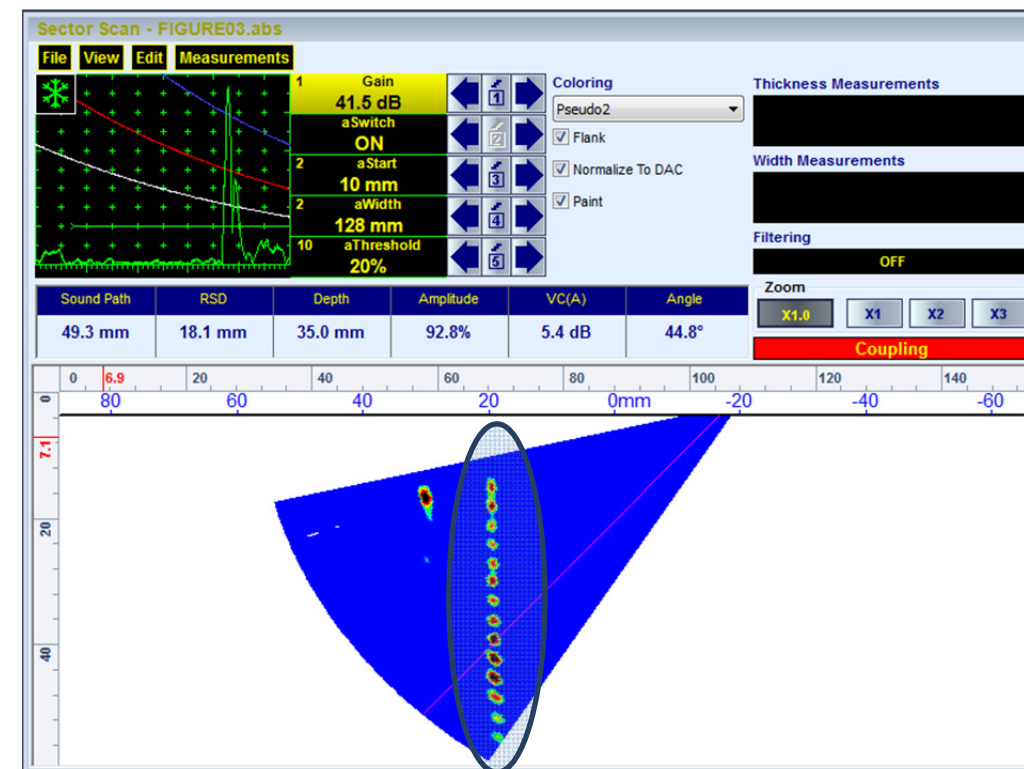 Sector Scan - FIGURE03.abs
File View Edit Measurements
1 Gain
41.5 dB
1
aSwitch
ON
2
2 aStart
10 mm
3
2 aWidth
128 mm
4
10 aThreshold
20%
5
Coloring
Pseudo2
Flank
Normalize To DAC
Paint
Thickness Measurements
Width Measurements
Filtering
OFF
Zoom
X1.0 X1 X2 X3
Coupling
Sound Path RSD Depth Amplitude VC(A) Angle
49.3 mm 18.1 mm 35.0 mm 92.8% 5.4 dB 44.8°
0 6.9 20 40 60 80 100 120 140
80 60 40 20 0mm -20 -40 -60
0
7.1
20
40